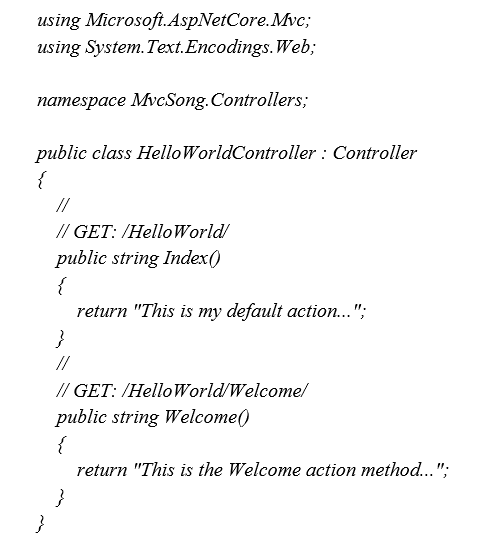 using Microsoft.AspNetCore.Mvc;
using System.Text.Encodings.Web;

namespace MvcSong.Controllers;

public class HelloWorldController : Controller
{
    //
    // GET: /HelloWorld/
    public string Index()
    {
        return "This is my default action...";
    }
    //
    // GET: /HelloWorld/Welcome/
    public string Welcome()
    {
        return "This is the Welcome action method...";
    }
}